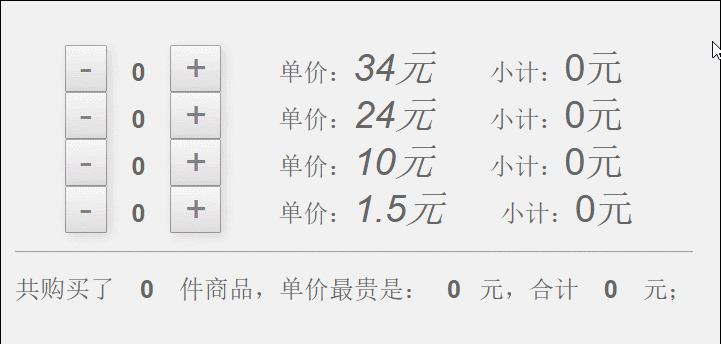 - 0 + 单价：34元 小计：0元
- 0 + 单价：24元 小计：0元
- 0 + 单价：10元 小计：0元
- 0 + 单价：1.5元 小计：0元
共购买了 0 件商品，单价最贵是： 0 元，合计 0 元；